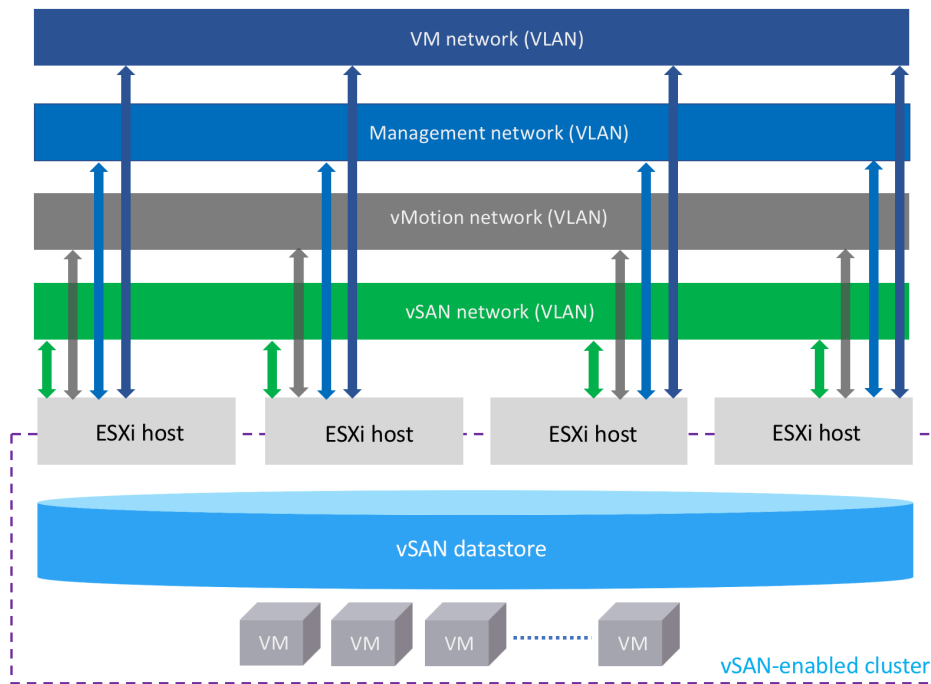 VM network (VLAN)
Management network (VLAN)
vMotion network (VLAN)
vSAN network (VLAN)
ESXi host
ESXi host
ESXi host
ESXi host
vSAN datastore
VM
VM
VM
VM
vSAN-enabled cluster